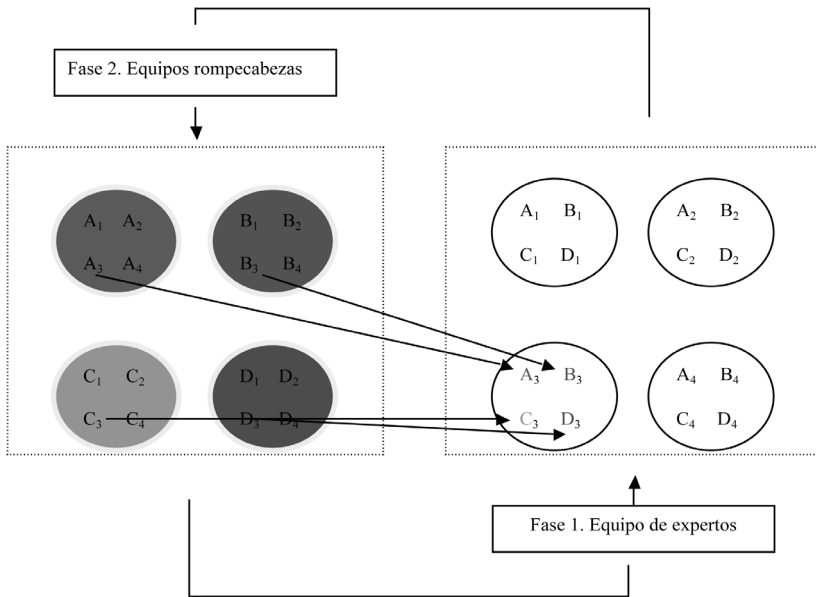 Fase 2. Equipos rompecabezas
A₁ A₂
A₃ A₄
B₁ B₂
B₃ B₄
C₁ C₂
C₃ C₄
D₁ D₂
D₃ D₄
A₁ B₁
C₁ D₁
A₂ B₂
C₂ D₂
A₃ B₃
C₃ D₃
A₄ B₄
C₄ D₄
Fase 1. Equipo de expertos